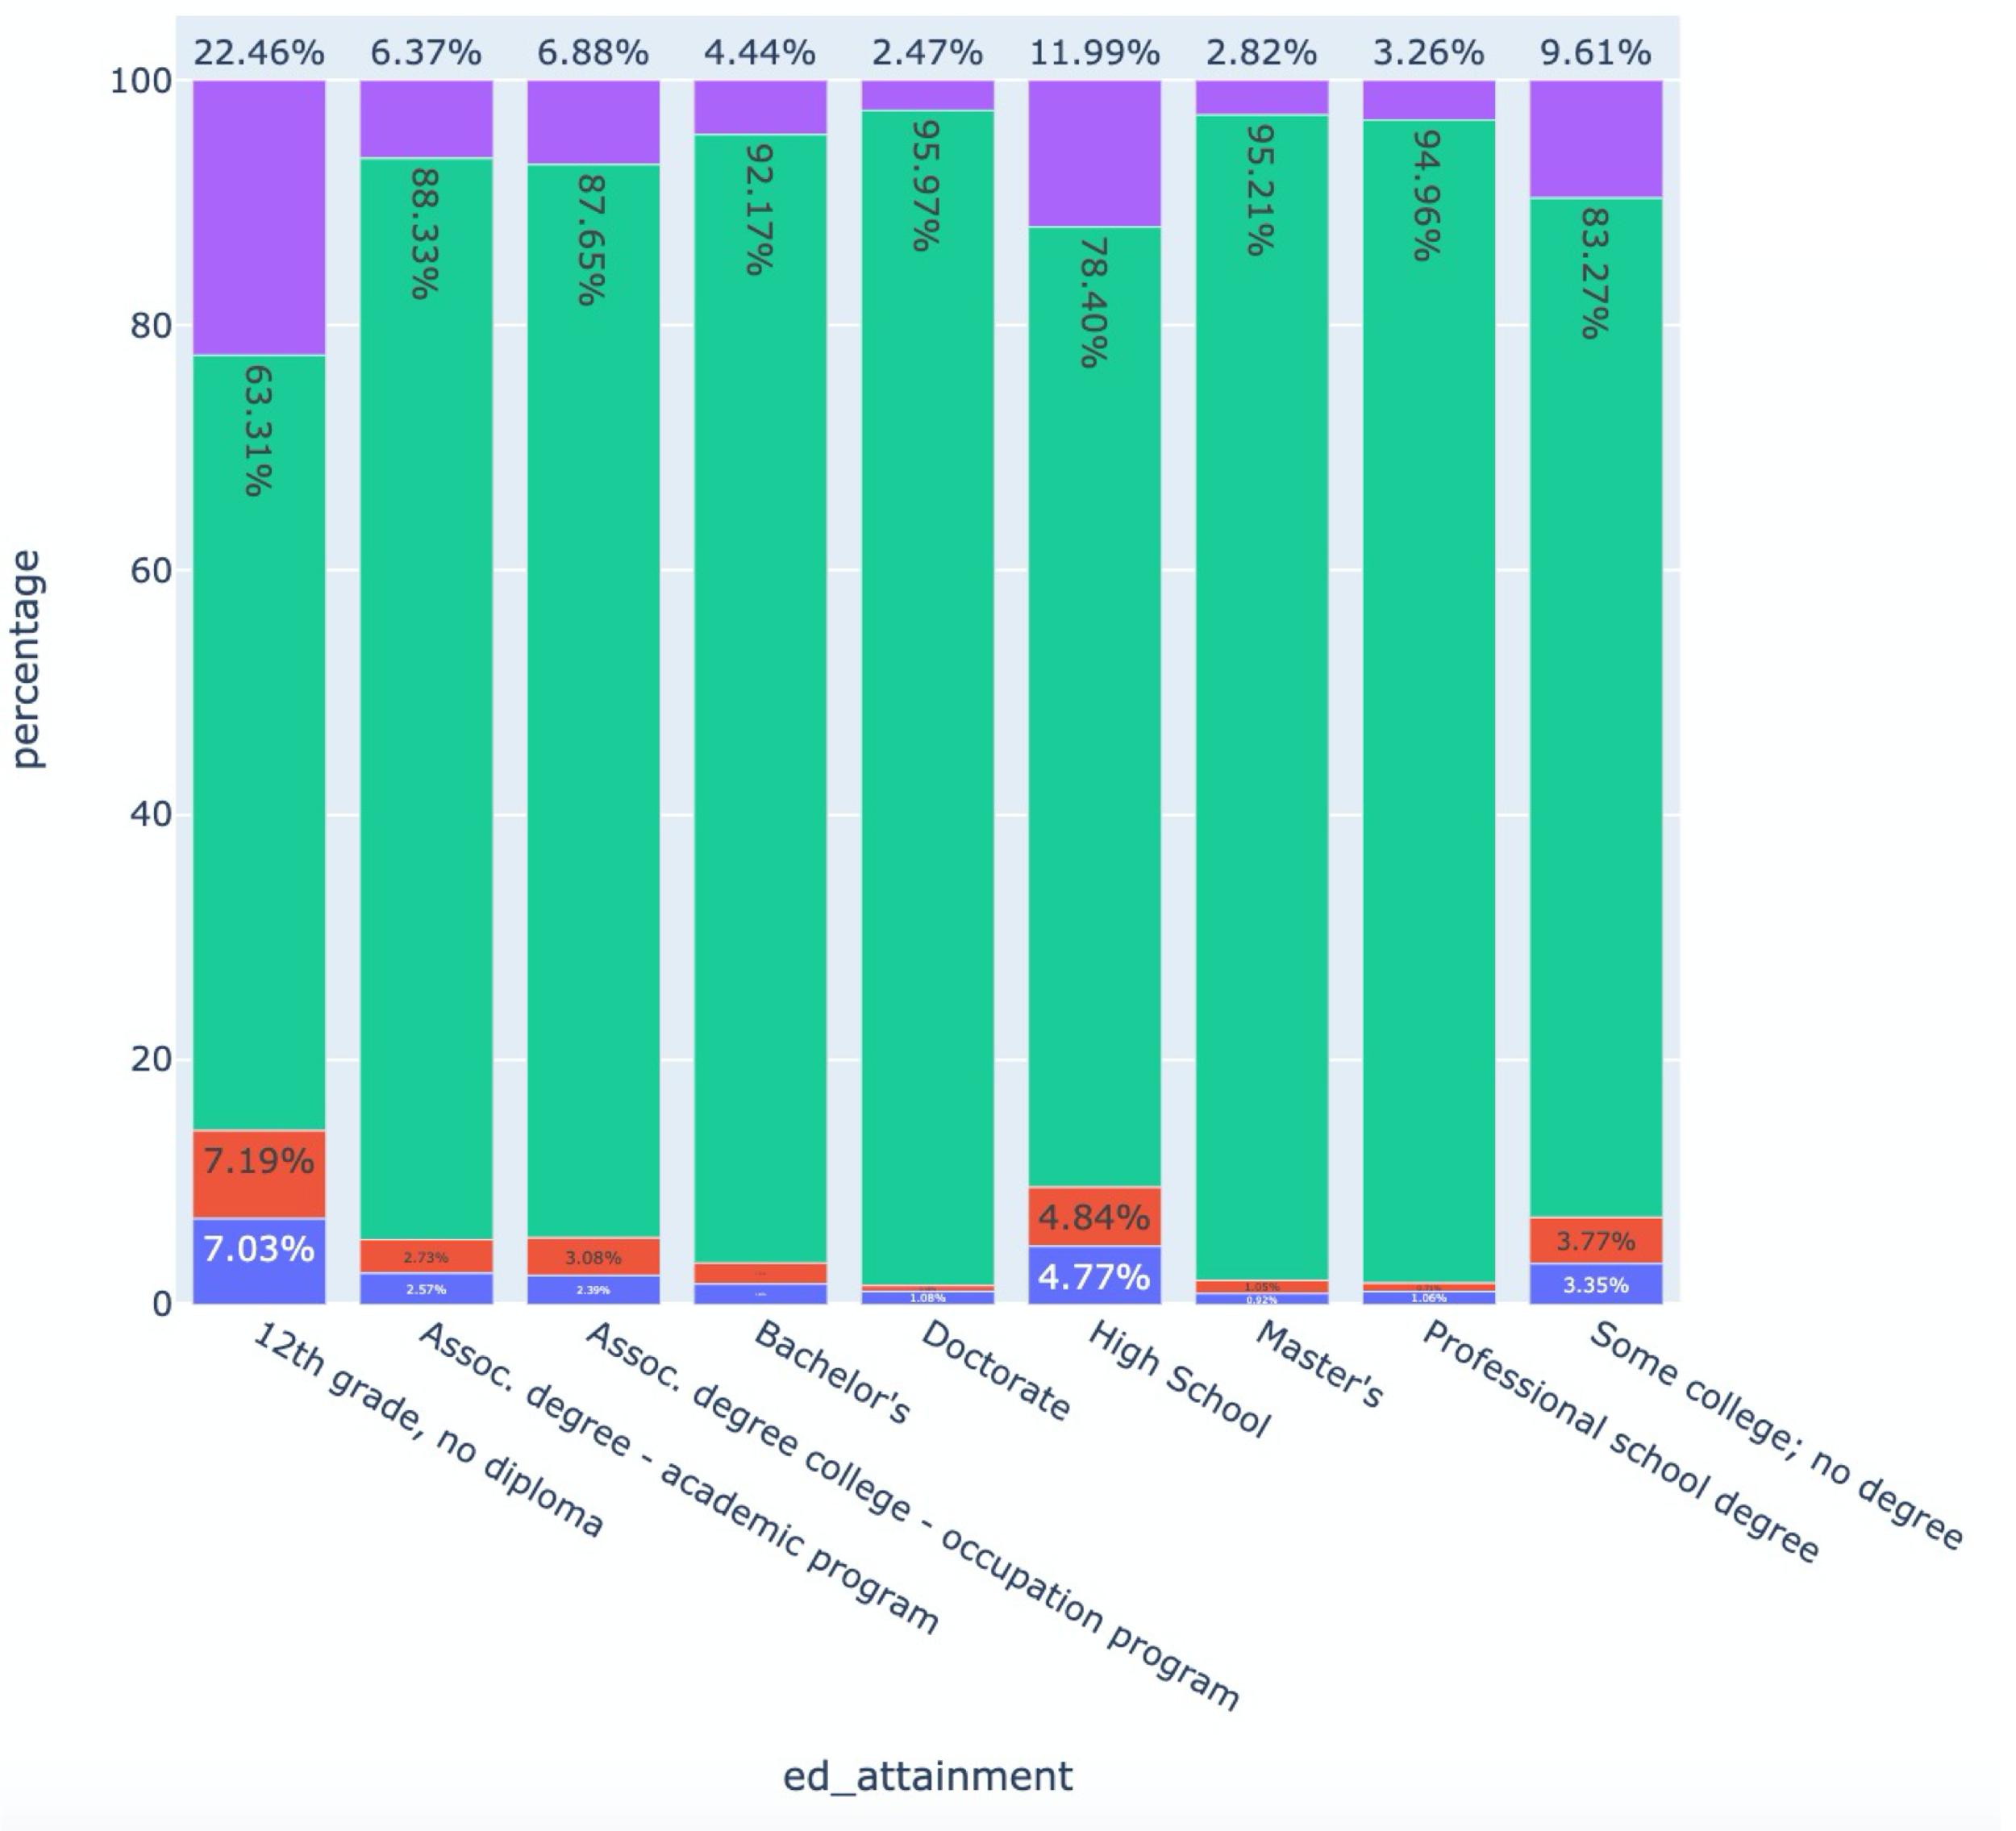 22.46% 6.37% 6.88% 4.44% 2.47% 11.99% 2.82% 3.26% 9.61%
100
80
60
40
20
0
percentage
63.31%
88.33%
87.65%
92.17%
95.97%
78.40%
95.21%
94.96%
83.27%
7.19%
2.73%
3.08%
4.84%
1.05%
3.77%
7.03%
2.57%
2.39%
1.08%
4.77%
0.92%
1.06%
3.35%
12th grade, no diploma
Assoc. degree - academic program
Assoc. degree college - occupation program
Bachelor's
Doctorate
High School
Master's
Professional school degree
Some college; no degree
ed_attainment